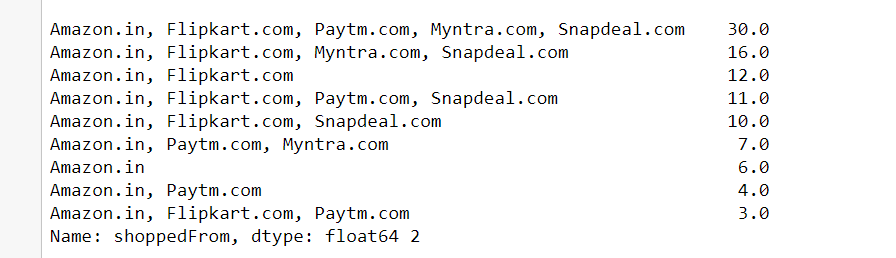 Amazon.in, Flipkart.com, Paytm.com, Myntra.com, Snapdeal.com    30.0
Amazon.in, Flipkart.com, Myntra.com, Snapdeal.com               16.0
Amazon.in, Flipkart.com                                         12.0
Amazon.in, Flipkart.com, Paytm.com, Snapdeal.com                11.0
Amazon.in, Flipkart.com, Snapdeal.com                           10.0
Amazon.in, Paytm.com, Myntra.com                                 7.0
Amazon.in                                                        6.0
Amazon.in, Paytm.com                                             4.0
Amazon.in, Flipkart.com, Paytm.com                               3.0
Name: shoppedFrom, dtype: float64 2